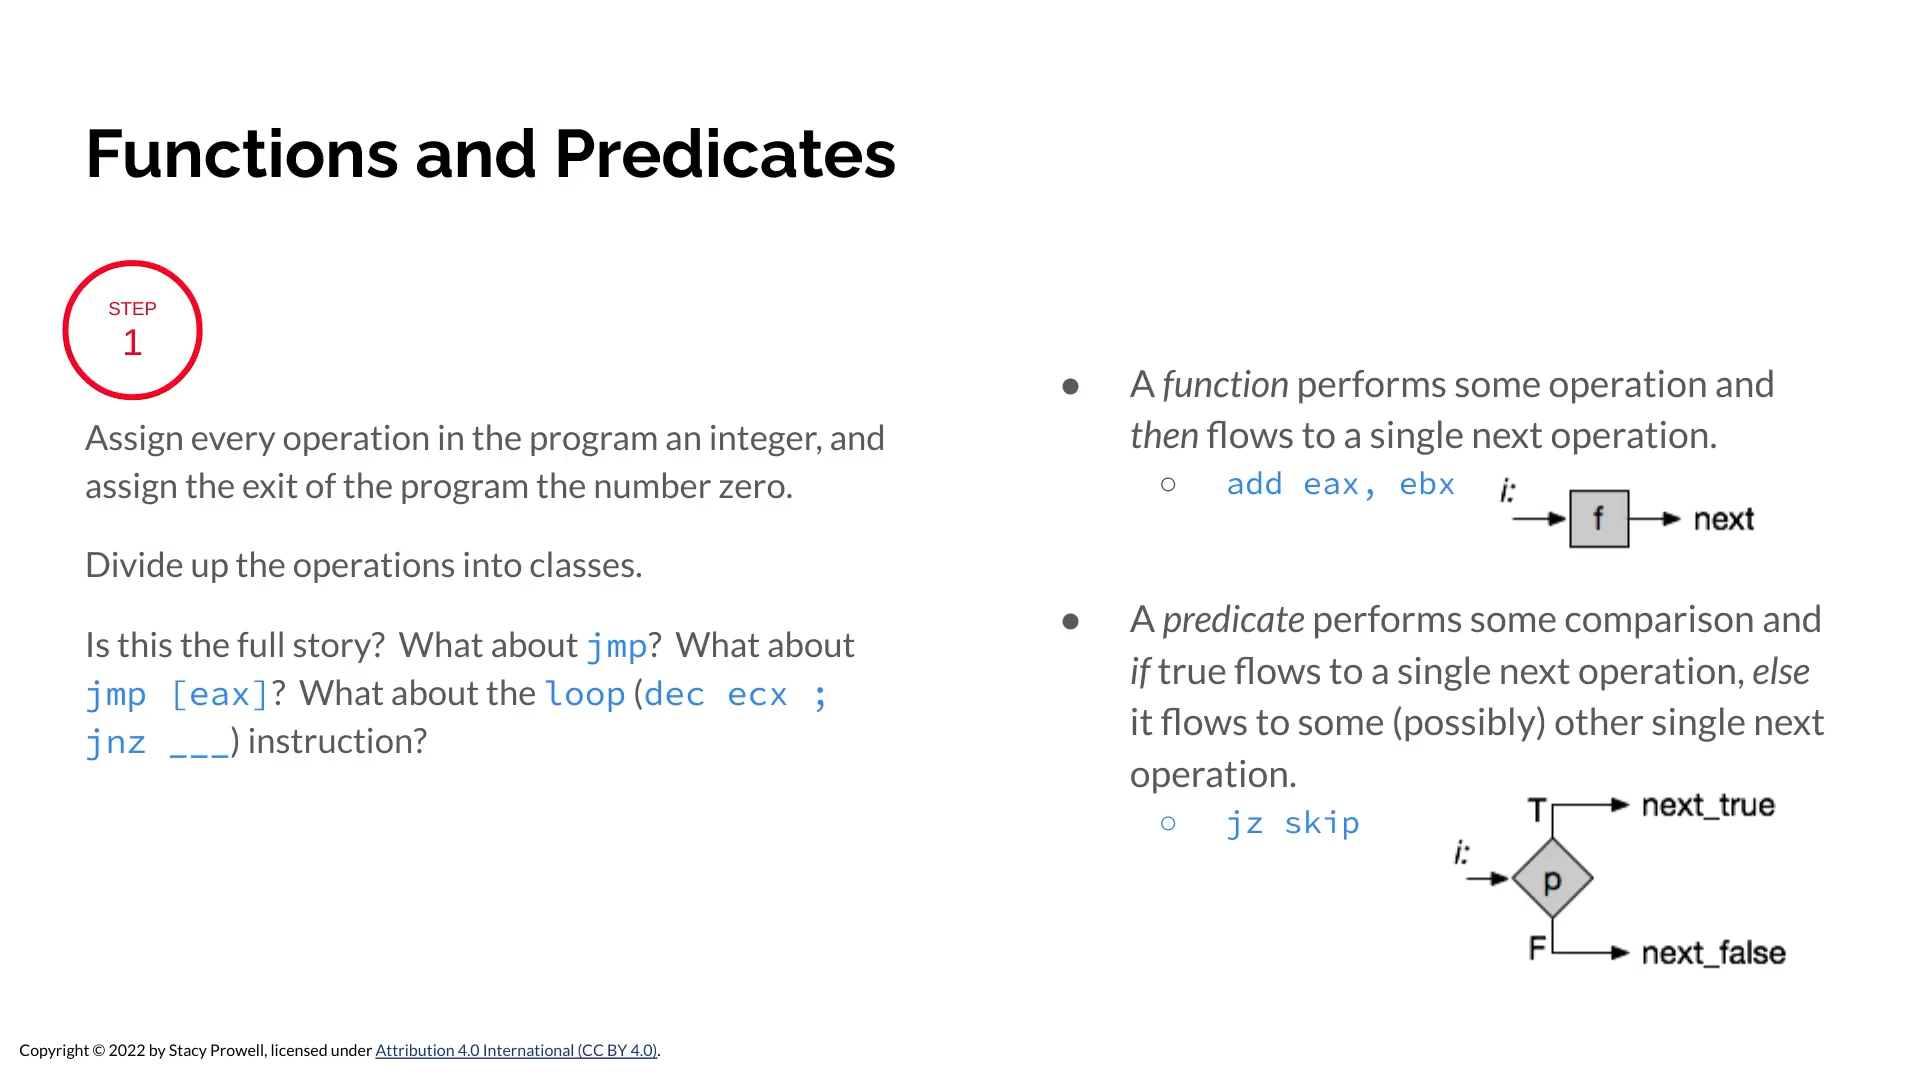 Functions and Predicates
STEP
1
Assign every operation in the program an integer, and
assign the exit of the program the number zero.
Divide up the operations into classes.
Is this the full story?  What about jmp?  What about
jmp [eax]?  What about the loop (dec ecx ;
jnz ___) instruction?
● A function performs some operation and
then flows to a single next operation.
○ add eax, ebx
i:
f
next
● A predicate performs some comparison and
if true flows to a single next operation, else
it flows to some (possibly) other single next
operation.
○ jz skip
T
next_true
i:
p
F
next_false
Copyright © 2022 by Stacy Prowell, licensed under Attribution 4.0 International (CC BY 4.0).